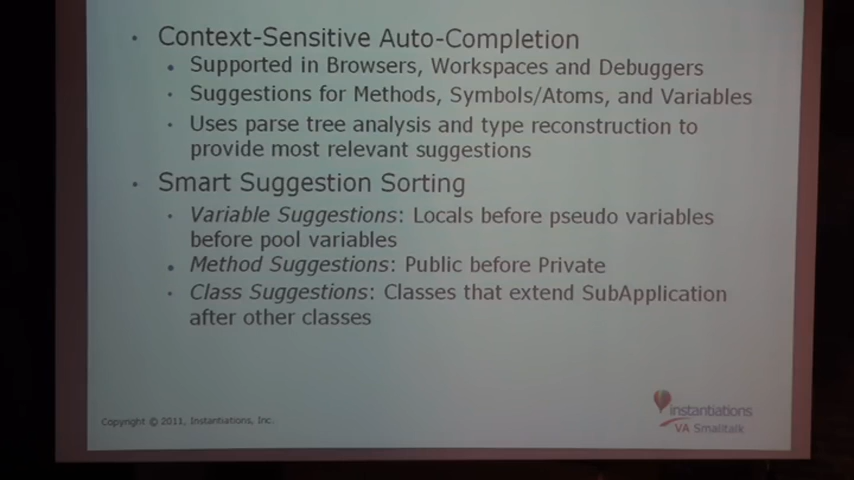 • Context-Sensitive Auto-Completion
• Supported in Browsers, Workspaces and Debuggers
• Suggestions for Methods, Symbols/Atoms, and Variables
• Uses parse tree analysis and type reconstruction to
provide most relevant suggestions
• Smart Suggestion Sorting
• Variable Suggestions: Locals before pseudo variables
before pool variables
• Method Suggestions: Public before Private
• Class Suggestions: Classes that extend SubApplication
after other classes
Copyright © 2011, Instantiations, Inc.
instantiations
VA Smalltalk